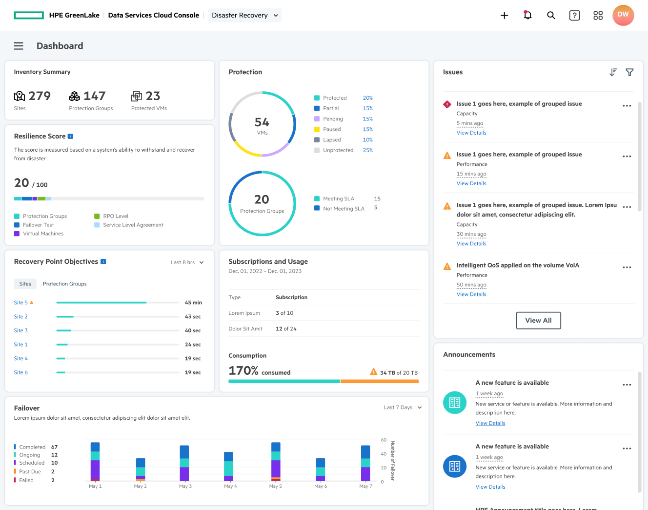 HPE GreenLake
Data Services Cloud Console
Disaster Recovery
DW
Dashboard
Inventory Summary
279
Sites
147
Protection Groups
23
Protected VMs
Resilience Score
The score is measured based on a system's ability to withstand and recover
from disaster
20 / 100
Protection Groups
RPO Level
Failover Test
Service Level Agreement
Virtual Machines
Protection
54
VMs
Protected 20%
Partial 15%
Pending 15%
Paused 15%
Lapsed 10%
Unprotected 25%
20
Protection Groups
Meeting SLA 15
Not Meeting SLA 5
Issues
Issue 1 goes here, example of grouped issue
Capacity
5 mins ago
View Details
Issue 1 goes here, example of grouped issue
Performance
15 mins ago
View Details
Issue 1 goes here, example of grouped issue. Lorem ipsu
dolor sit amet, consectetur adipiscing elit.
Capacity
30 mins ago
View Details
Intelligent QoS applied on the volume VolA
Performance
50 mins ago
View Details
View All
Recovery Point Objectives
Last 8 hrs
Sites
Protection Groups
Site 5 45 min
Site 2 43 sec
Site 3 40 sec
Site 1 24 sec
Site 4 19 sec
Site 6 19 sec
Subscriptions and Usage
Dec. 01, 2022 – Dec. 01, 2023
Type Subscription
Lorem Ipsum 3 of 10
Dolor Sit Amit 12 of 24
Consumption
170% consumed
34 TB of 20 TB
Announcements
A new feature is available
1 week ago
New service or feature is available. More information and
description here.
View Details
A new feature is available
1 week ago
New service or feature is available. More information and
description here.
View Details
Failover
Last 7 Days
Lorem ipsum dolor sit amet, consectetur adipiscing elit dolor sit amet elit.
Completed 67
Ongoing 12
Scheduled 10
Past Due 2
Failed 2
60
40
20
0
Number of Failover
May 1
May 2
May 3
May 4
May 5
May 6
May 7